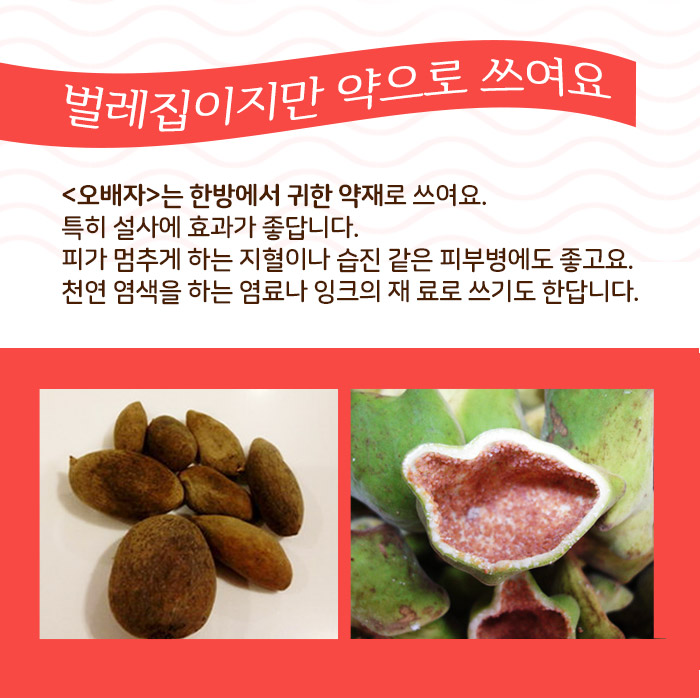 벌레집이지만 약으로 쓰여요
<오배자>는 한방에서 귀한 약재로 쓰여요.
특히 설사에 효과가 좋답니다.
피가 멈추게 하는 지혈이나 습진 같은 피부병에도 좋고요.
천연 염색을 하는 염료나 잉크의 재 료로 쓰기도 한답니다.